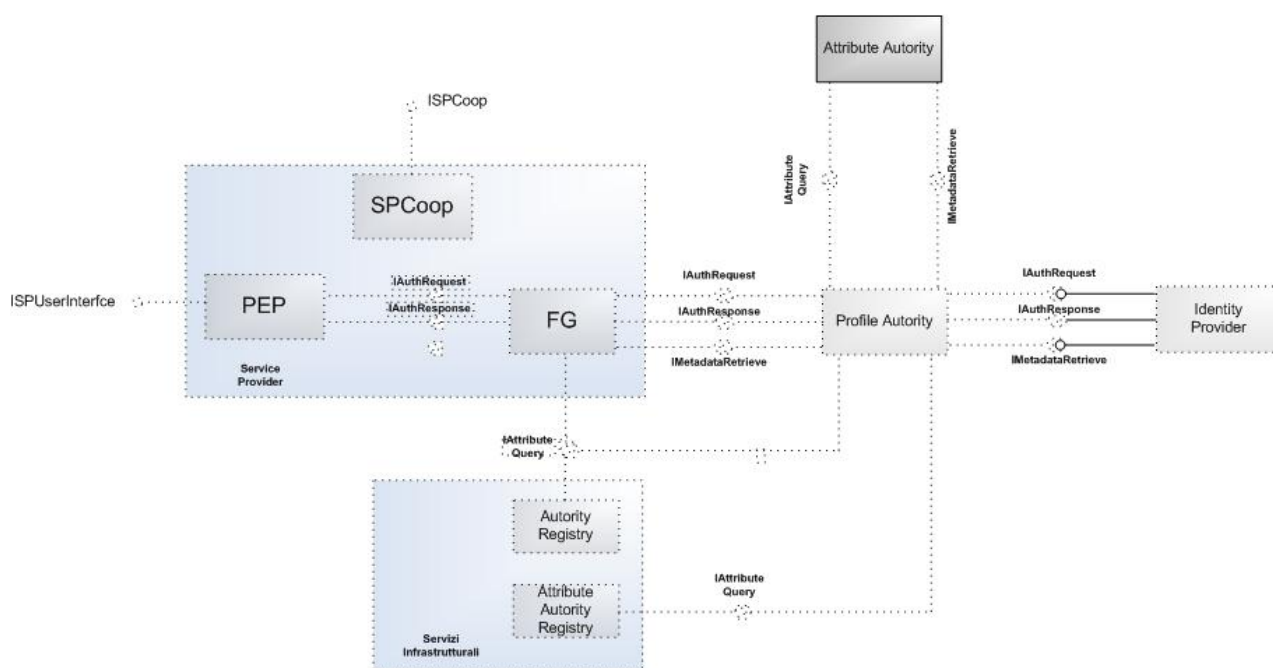 Attribute Autority
ISPCoop
IAttribute
Query
IMetadataRetrieve
SPCoop
ISPUserInterfce
PEP
IAuthRequest
IAuthResponse
FG
Service
Provider
IAuthRequest
IAuthResponse
IMetadataRetrieve
Profile Autority
IAuthRequest
IAuthResponse
IMetadataRetrieve
Identity
Provider
IAttribute
Query
Autority
Registry
Attribute
Autority
Registry
IAttribute
Query
Servizi
Infrastrutturali